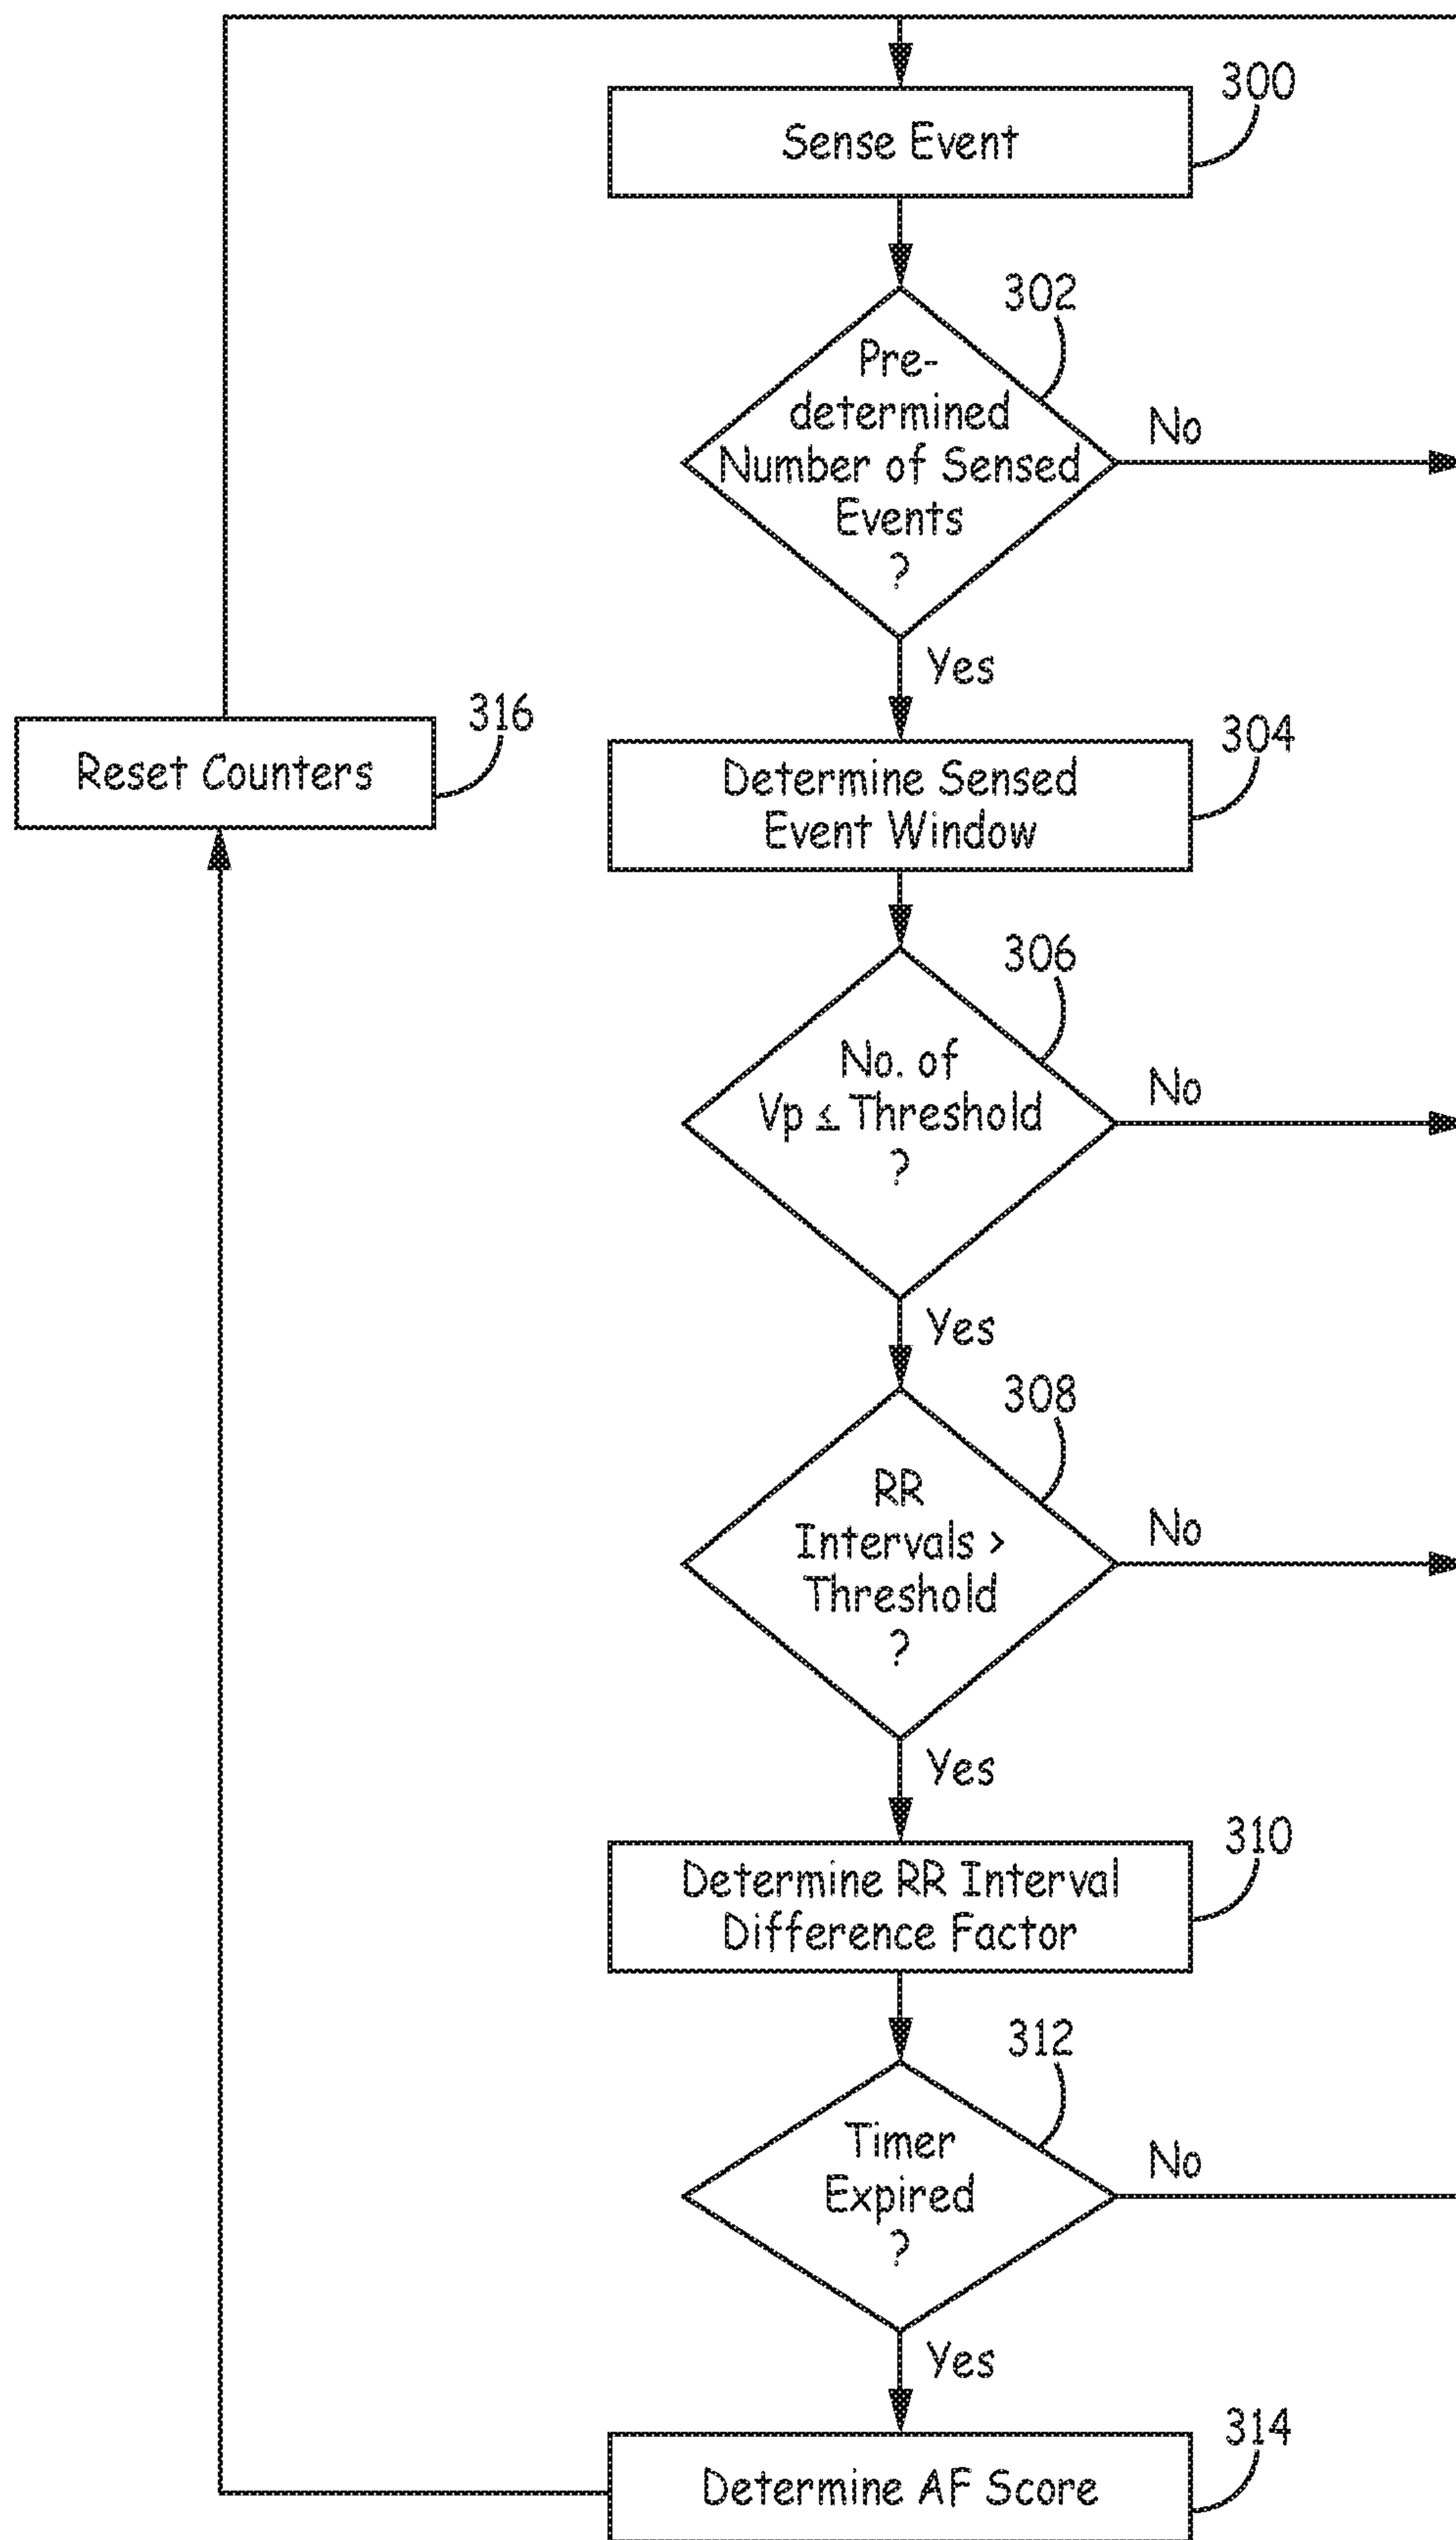 300
Sense Event
302
Pre-
determined
Number of Sensed
Events
?
No
Yes
316
Reset Counters
304
Determine Sensed
Event Window
306
No. of
Vp ≤ Threshold
?
No
Yes
308
RR
Intervals >
Threshold
?
No
Yes
310
Determine RR Interval
Difference Factor
312
Timer
Expired
?
No
Yes
314
Determine AF Score